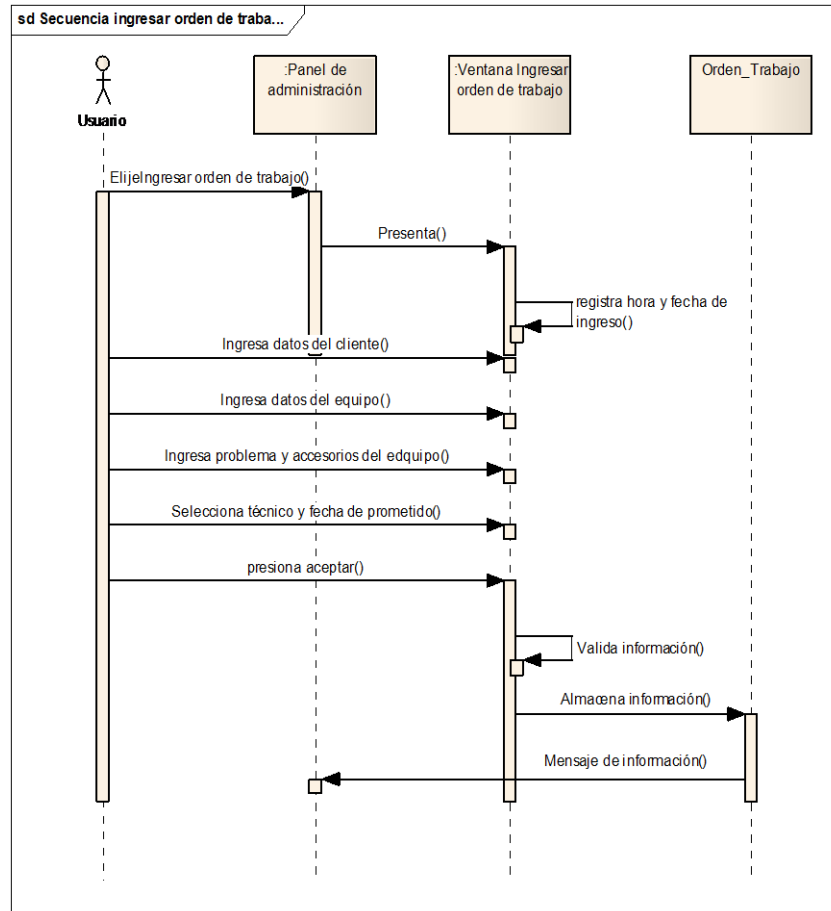 sd Secuencia ingresar orden de traba...
Usuario
:Panel de
administración
:Ventana Ingresar
orden de trabajo
Orden_Trabajo
ElijeIngresar orden de trabajo()
Presenta()
registra hora y fecha de
ingreso()
Ingresa datos del cliente()
Ingresa datos del equipo()
Ingresa problema y accesorios del edquipo()
Selecciona técnico y fecha de prometido()
presiona aceptar()
Valida información()
Almacena información()
Mensaje de información()